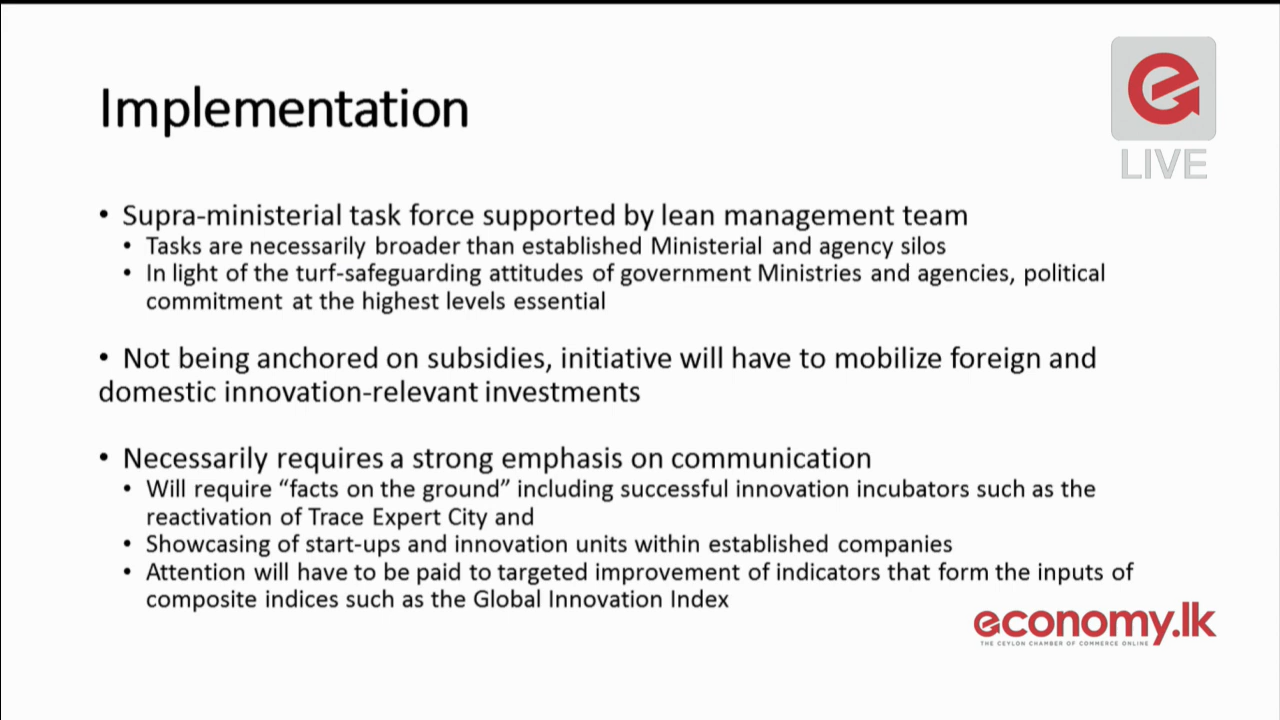 Implementation
LIVE
• Supra-ministerial task force supported by lean management team
• Tasks are necessarily broader than established Ministerial and agency silos
• In light of the turf-safeguarding attitudes of government Ministries and agencies, political
commitment at the highest levels essential
• Not being anchored on subsidies, initiative will have to mobilize foreign and
domestic innovation-relevant investments
• Necessarily requires a strong emphasis on communication
• Will require “facts on the ground” including successful innovation incubators such as the
reactivation of Trace Expert City and
• Showcasing of start-ups and innovation units within established companies
• Attention will have to be paid to targeted improvement of indicators that form the inputs of
composite indices such as the Global Innovation Index
economy.lk
THE CEYLON CHAMBER OF COMMERCE ONLINE